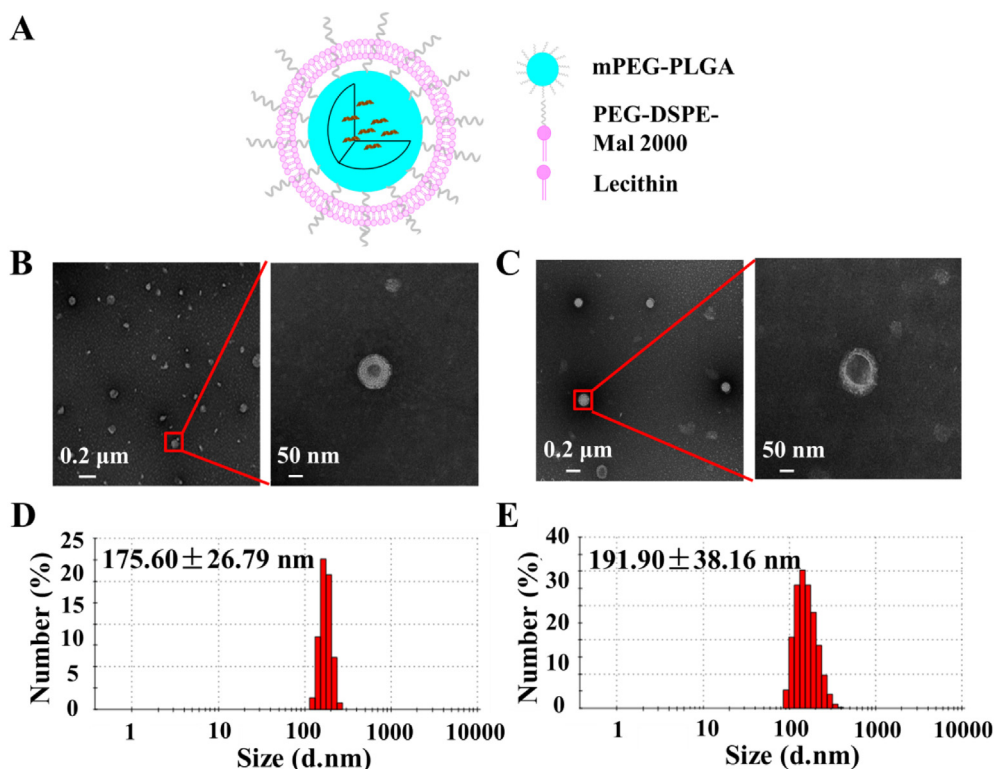 A
mPEG-PLGA
PEG-DSPE-
Mal 2000
Lecithin
B
0.2 μm
50 nm
C
0.2 μm
50 nm
D
175.60±26.79 nm
Number (%)
25
20
15
10
5
0
1
10
100
1000
10000
Size (d.nm)
E
191.90±38.16 nm
Number (%)
40
30
20
30
10
0
1
10
100
1000
10000
Size (d.nm)